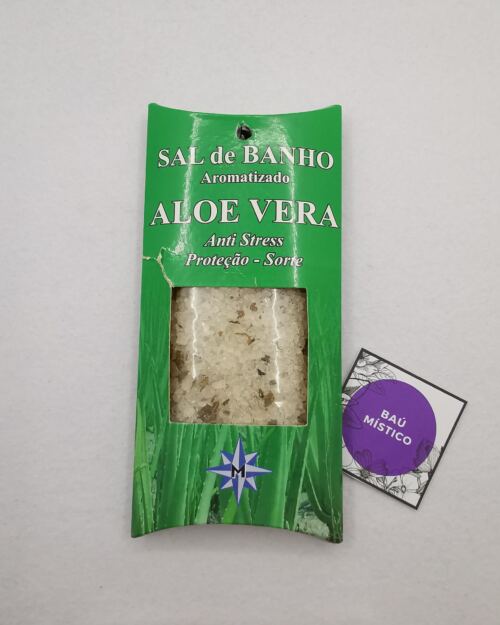 SAL de BANHO
Aromatizado
ALOE VERA
Anti Stress
Proteção - Sorte
M
BAÚ
MÍSTICO